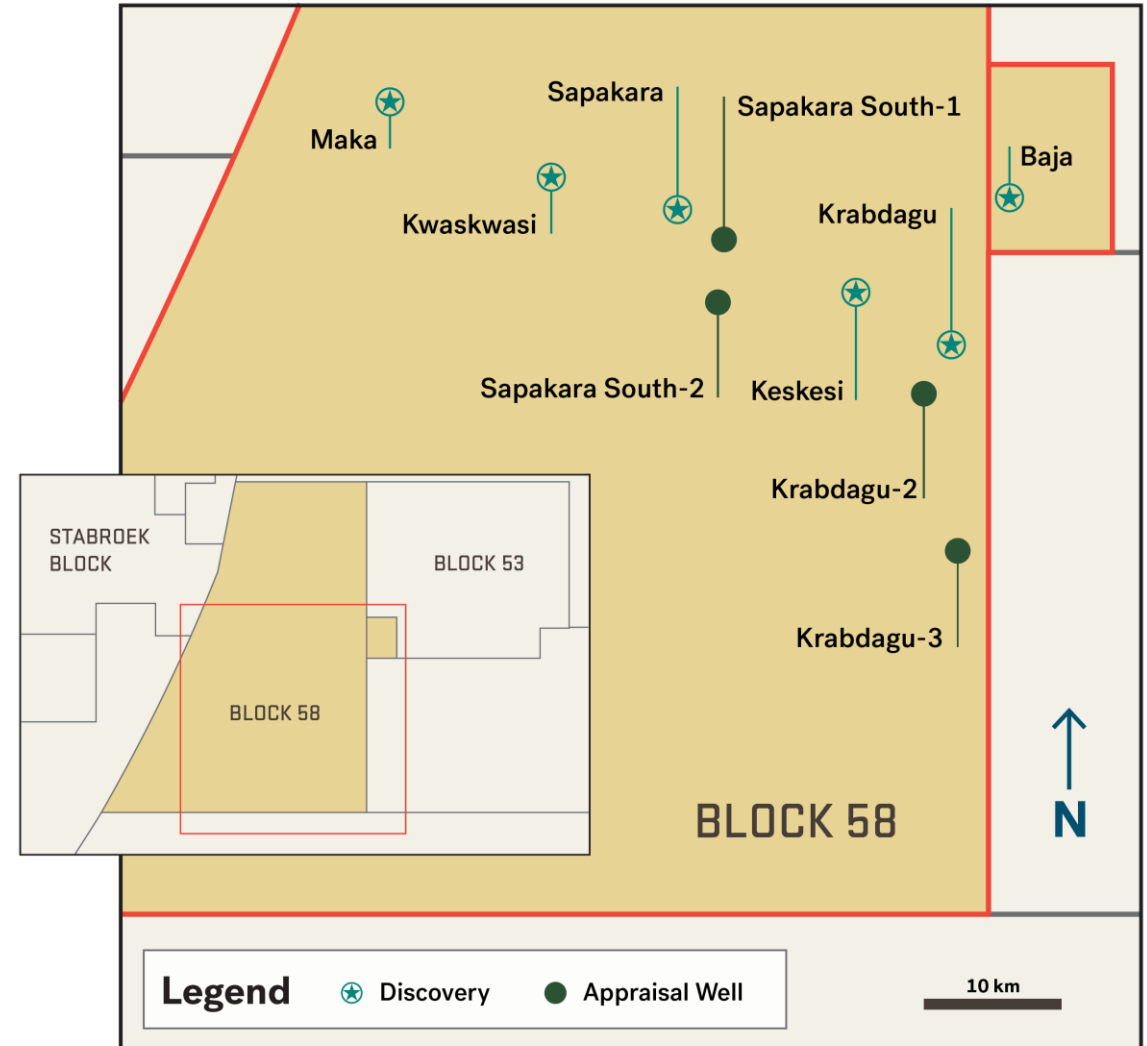 Sapakara
Sapakara South-1
Maka
Baja
Kwaskwasi
Krabdagu
Sapakara South-2
Keskesi
Krabdagu-2
Krabdagu-3
STABROEK
BLOCK
BLOCK 53
BLOCK 58
BLOCK 58
N
Legend
Discovery
Appraisal Well
10 km